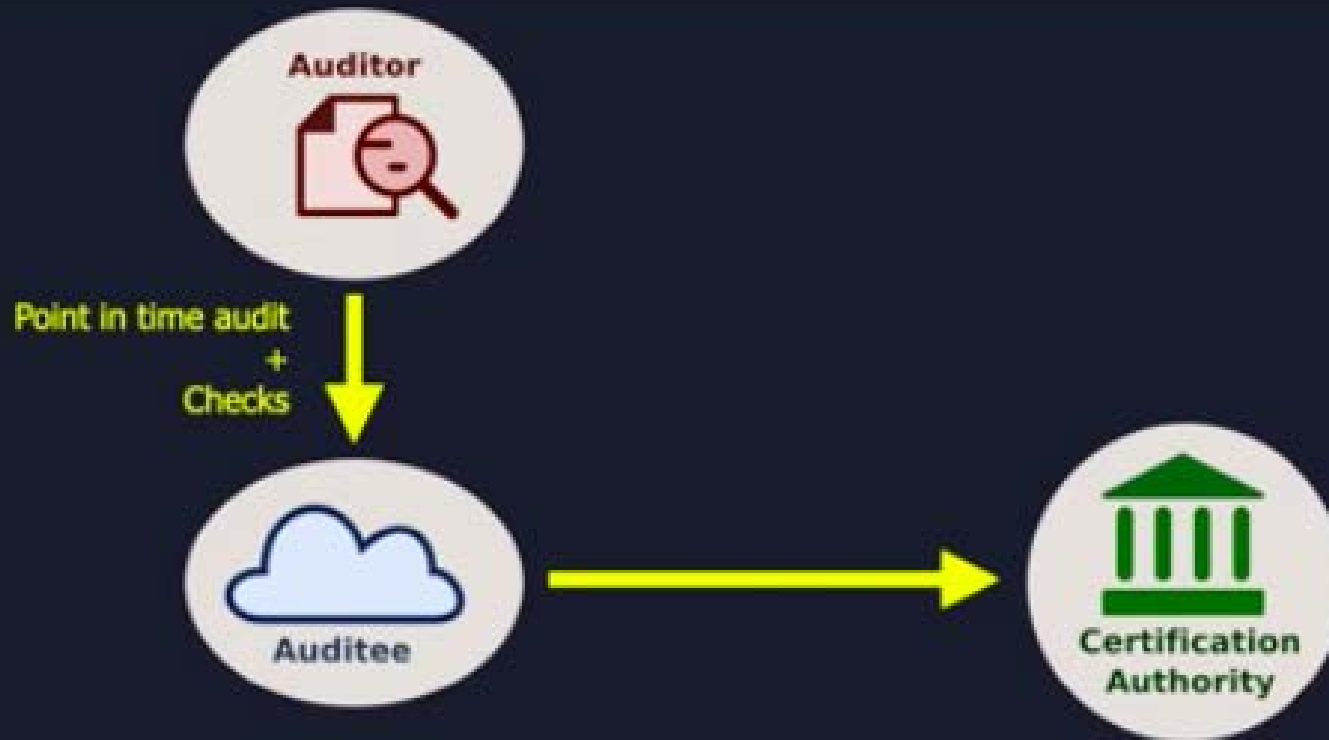 Auditor
Point in time audit
+
Checks
Auditee
Certification
Authority